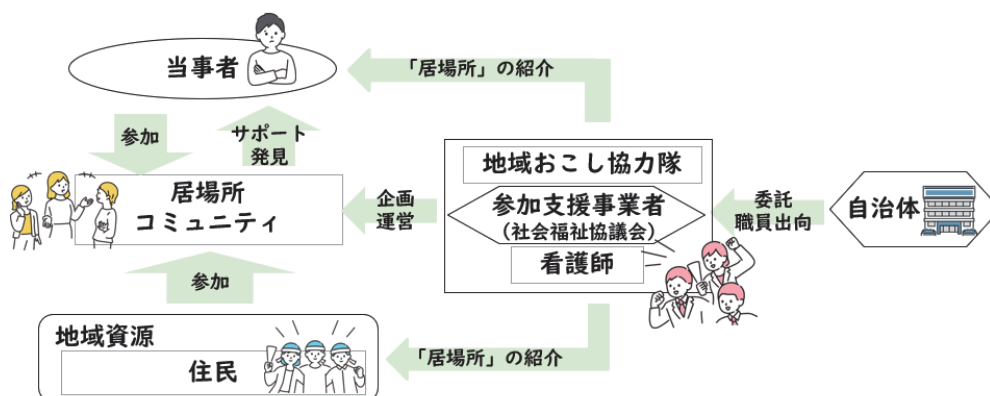 当事者
「居場所」の紹介
参加
サポート
発見
地域おこし協力隊
居場所
コミュニティ
企画
運営
参加支援事業者
（社会福祉協議会）
看護師
委託
職員出向
自治体
参加
地域資源
住民
「居場所」の紹介